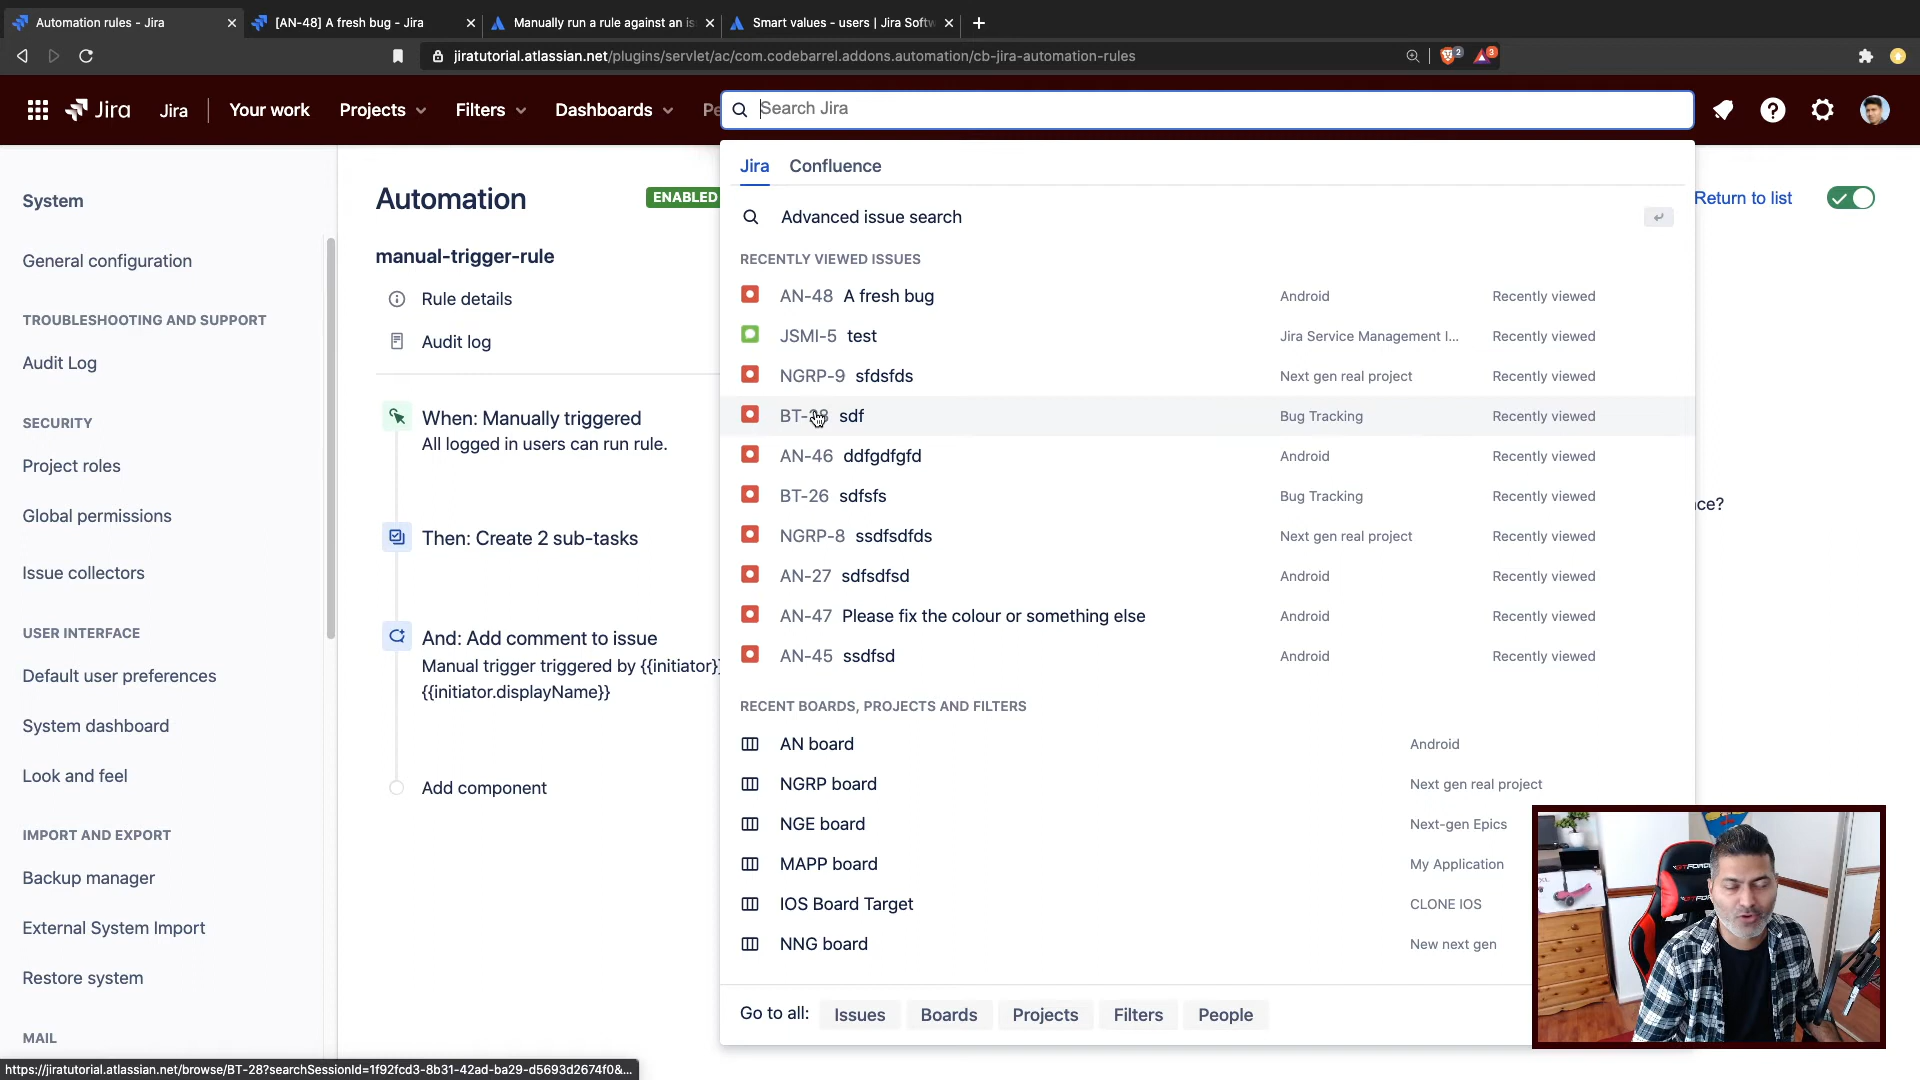 Automation rules - Jira
[AN-48] A fresh bug - Jira
Manually run a rule against an is
Smart values - users | Jira Softw
jiratutorial.atlassian.net/plugins/servlet/ac/com.codebarrel.addons.automation/cb-jira-automation-rules
2
3
Jira
Jira
Your work
Projects
Filters
Dashboards
Pe
Search Jira
System
General configuration
TROUBLESHOOTING AND SUPPORT
Audit Log
SECURITY
Project roles
Global permissions
Issue collectors
USER INTERFACE
Default user preferences
System dashboard
Look and feel
IMPORT AND EXPORT
Backup manager
External System Import
Restore system
MAIL
Automation
ENABLED
Return to list
manual-trigger-rule
Rule details
Audit log
When: Manually triggered
All logged in users can run rule.
Then: Create 2 sub-tasks
And: Add comment to issue
Manual trigger triggered by {{initiator}}
{{initiator.displayName}}
Add component
ce?
Jira Confluence
Advanced issue search
RECENTLY VIEWED ISSUES
AN-48 A fresh bug Android Recently viewed
JSMI-5 test Jira Service Management I... Recently viewed
NGRP-9 sfdsfds Next gen real project Recently viewed
BT-28 sdf Bug Tracking Recently viewed
AN-46 ddfgdfgfd Android Recently viewed
BT-26 sdfsfs Bug Tracking Recently viewed
NGRP-8 ssdfsdfds Next gen real project Recently viewed
AN-27 sdfsdfsd Android Recently viewed
AN-47 Please fix the colour or something else Android Recently viewed
AN-45 ssdfsd Android Recently viewed
RECENT BOARDS, PROJECTS AND FILTERS
AN board Android
NGRP board Next gen real project
NGE board Next-gen Epics
MAPP board My Application
IOS Board Target CLONE IOS
NNG board New next gen
Go to all: Issues Boards Projects Filters People
https://jiratutorial.atlassian.net/browse/BT-28?searchSessionId=1f92fcd3-8b31-42ad-ba29-d5693d2674f0&...